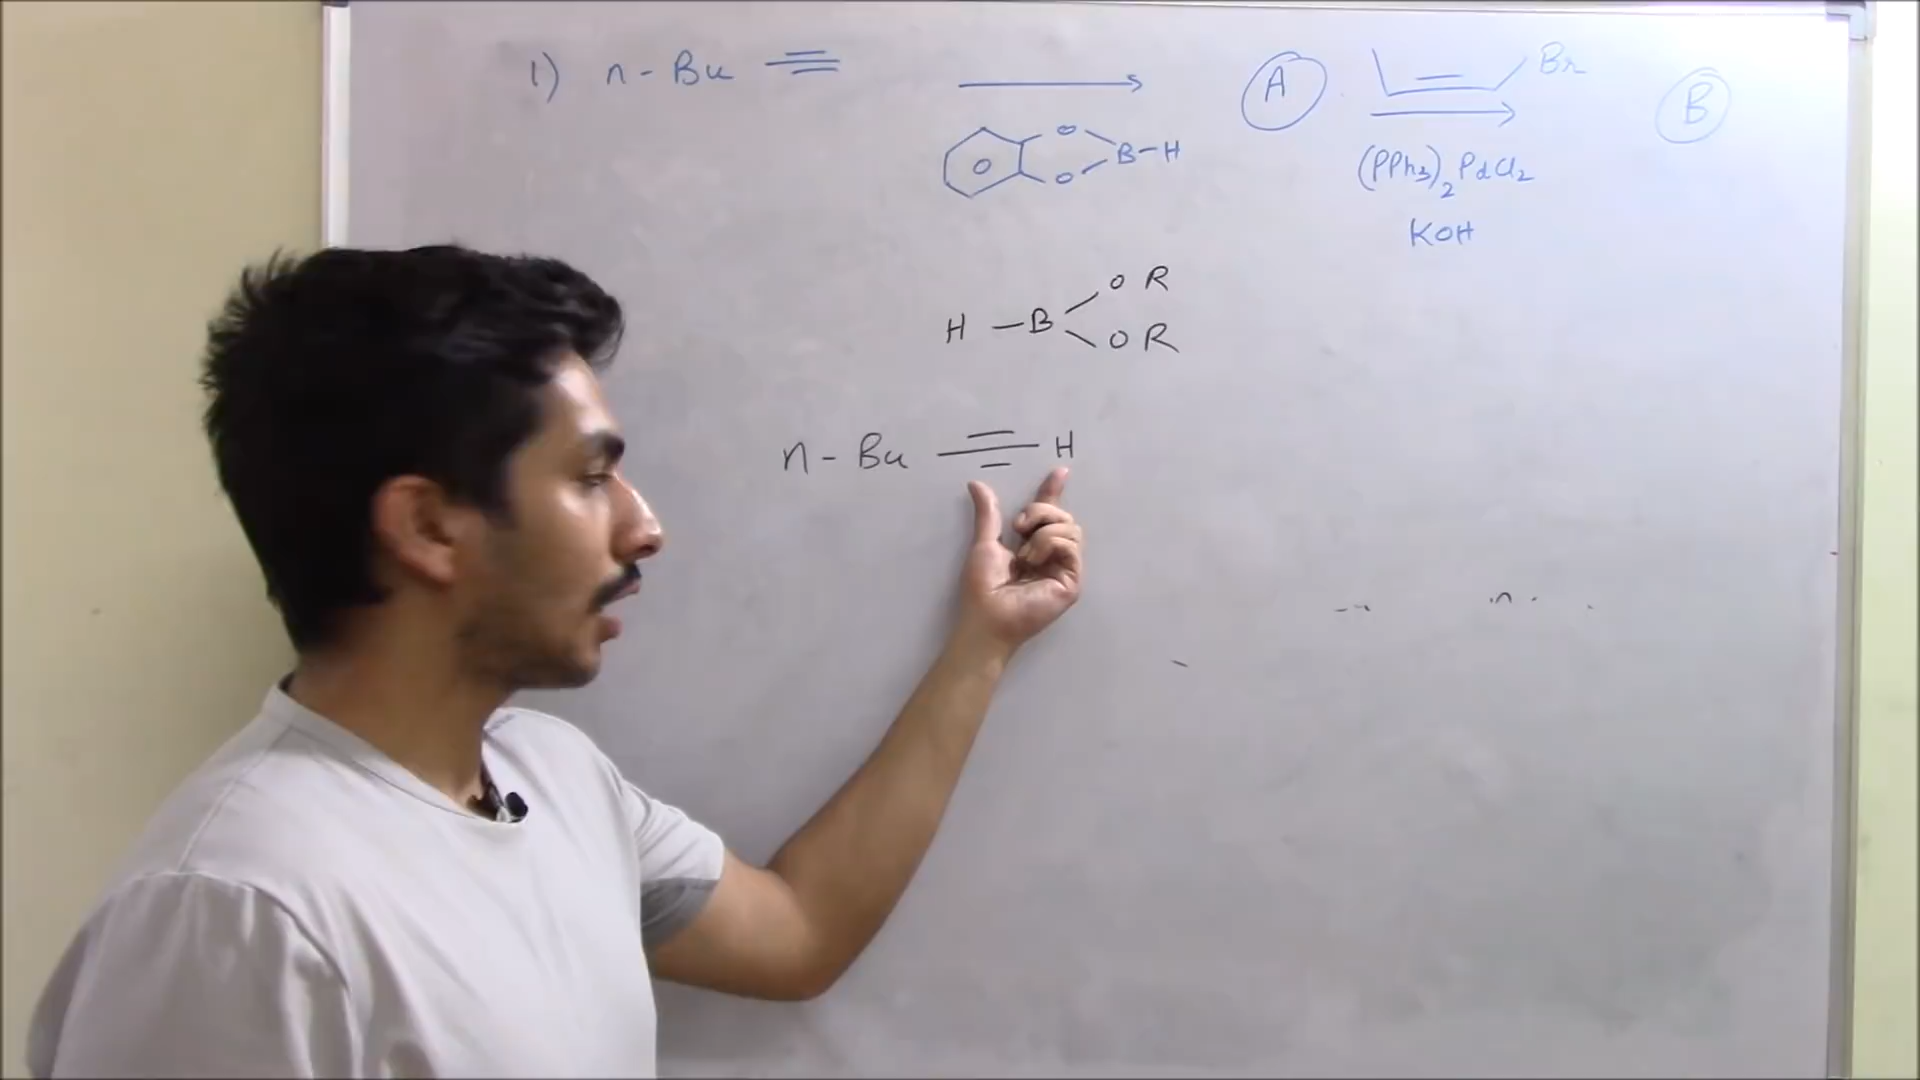 1) n - Bu ≡
A Br B
O
O B-H
O
(PPh3)2PdCl2
KOH
OR
H - B
OR
n - Bu ≡ H